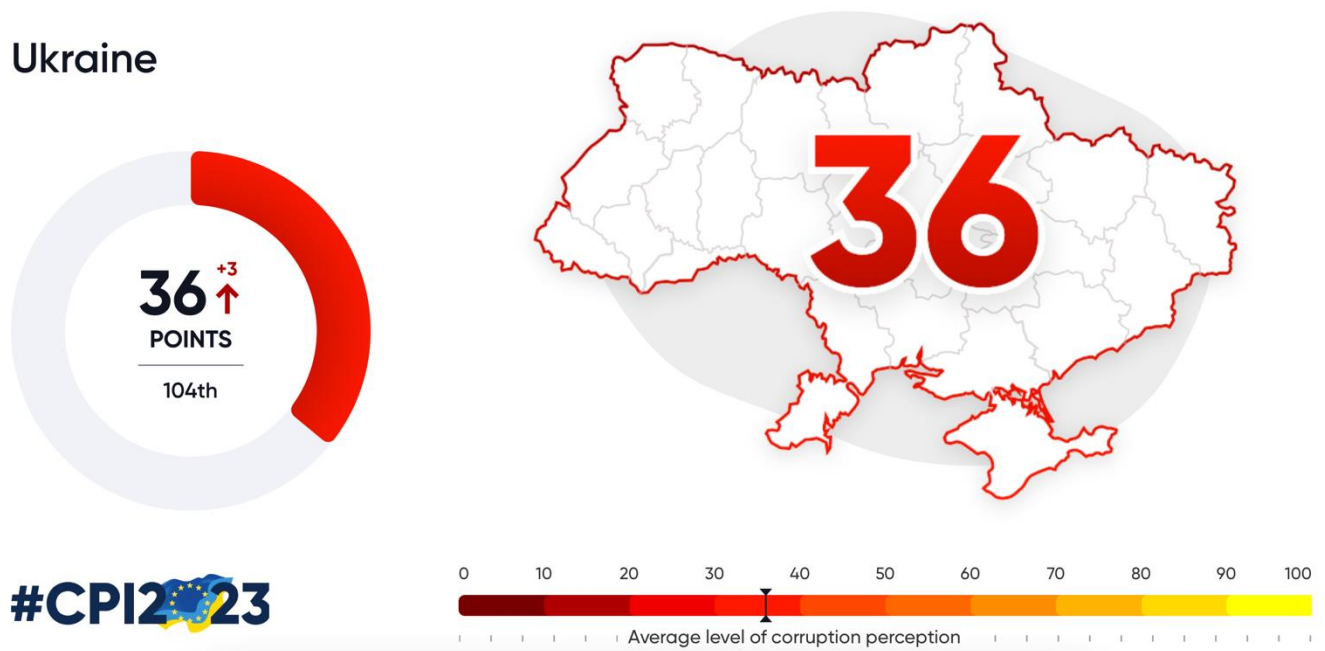 Ukraine
36
36 +3
POINTS
104th
#CPI2023
0 10 20 30 40 50 60 70 80 90 100
Average level of corruption perception